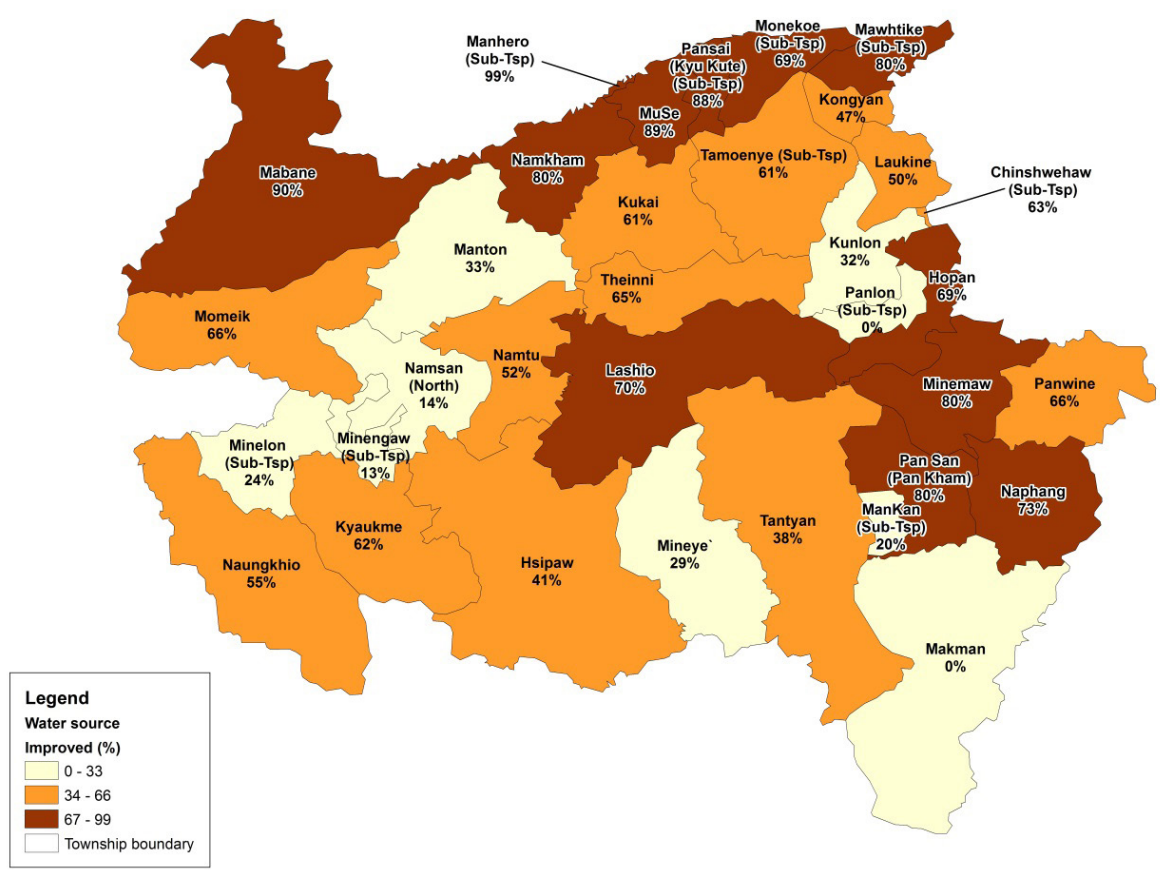 Manhero
(Sub-Tsp)
99%
Pansai
(Kyu Kute)
(Sub-Tsp)
88%
Monekoe
(Sub-Tsp)
69%
Mawhtike
(Sub-Tsp)
80%
MuSe
89%
Kongyan
47%
Mabane
90%
Namkham
80%
Tamoenye (Sub-Tsp)
61%
Laukine
50%
Chinshwehaw
(Sub-Tsp)
63%
Kukai
61%
Manton
33%
Kunlon
32%
Theinni
65%
Panlon
(Sub-Tsp)
0%
Hopan
69%
Momeik
66%
Namsan
(North)
14%
Namtu
52%
Lashio
70%
Minemaw
80%
Panwine
66%
Minelon
(Sub-Tsp)
24%
Minengaw
(Sub-Tsp)
13%
Pan San
(Pan Kham)
80%
Naphang
73%
ManKan
(Sub-Tsp)
20%
Kyaukme
62%
Tantyan
38%
Mineye`
29%
Naungkhio
55%
Hsipaw
41%
Makman
0%
Legend
Water source
Improved (%)
0 - 33
34 - 66
67 - 99
Township boundary